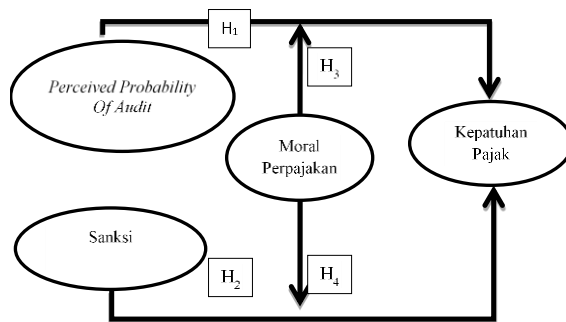 H₁
Perceived Probability
Of Audit
H₃
Moral
Perpajakan
Kepatuhan
Pajak
Sanksi
H₂
H₄